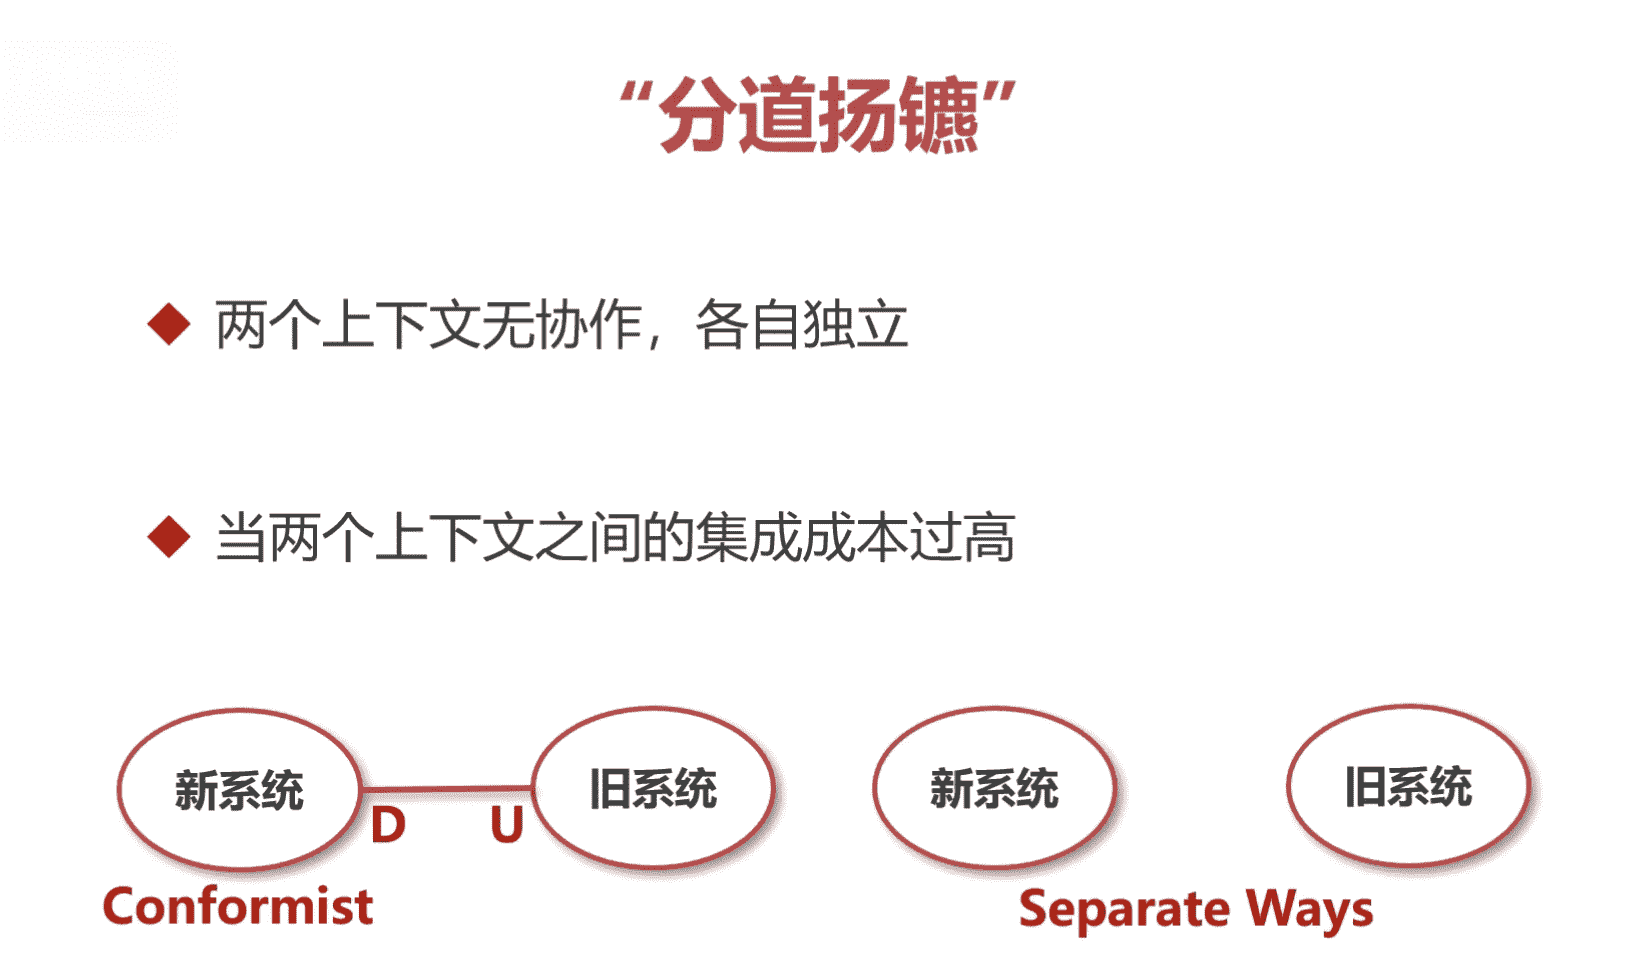 “分道扬镳”
两个上下文无协作，各自独立
当两个上下文之间的集成成本过高
新系统 旧系统 新系统 旧系统
D U
Conformist Separate Ways